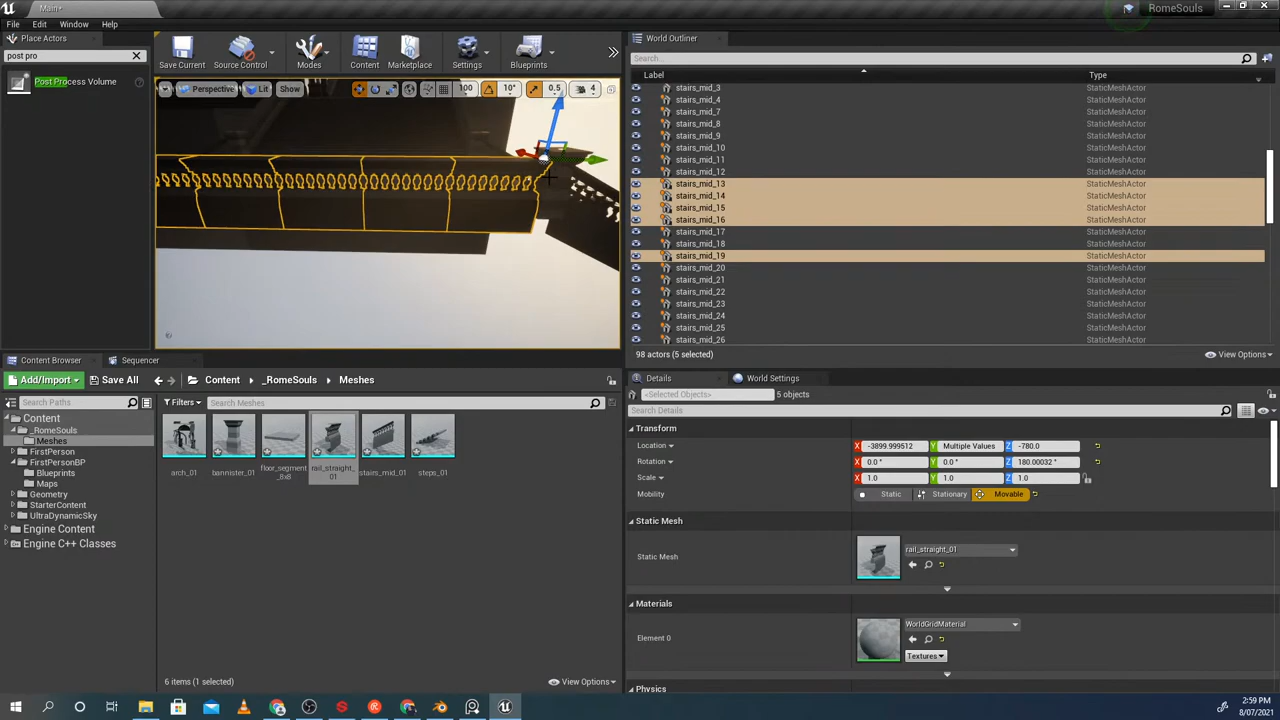 Main+
RomeSouls
File Edit Window Help
Place Actors
post pro
Post Process Volume
Save Current
Source Control
Modes
Content
Marketplace
Settings
Blueprints
Perspective
Lit
Show
100
10°
0.5
4
World Outliner
Search...
Label
Type
stairs_mid_3 StaticMeshActor
stairs_mid_4 StaticMeshActor
stairs_mid_7 StaticMeshActor
stairs_mid_8 StaticMeshActor
stairs_mid_9 StaticMeshActor
stairs_mid_10 StaticMeshActor
stairs_mid_11 StaticMeshActor
stairs_mid_12 StaticMeshActor
stairs_mid_13 StaticMeshActor
stairs_mid_14 StaticMeshActor
stairs_mid_15 StaticMeshActor
stairs_mid_16 StaticMeshActor
stairs_mid_17 StaticMeshActor
stairs_mid_18 StaticMeshActor
stairs_mid_19 StaticMeshActor
stairs_mid_20 StaticMeshActor
stairs_mid_21 StaticMeshActor
stairs_mid_22 StaticMeshActor
stairs_mid_23 StaticMeshActor
stairs_mid_24 StaticMeshActor
stairs_mid_25 StaticMeshActor
stairs_mid_26 StaticMeshActor
98 actors (5 selected)
View Options
Content Browser
Sequencer
Add/Import
Save All
Content
_RomeSouls
Meshes
Search Paths
Filters
Search Meshes
Content
_RomeSouls
Meshes
FirstPerson
FirstPersonBP
Blueprints
Maps
Geometry
StarterContent
UltraDynamicSky
Engine Content
Engine C++ Classes
arch_01
bannister_01
floor_segment
_8x8
rail_straight_
01
stairs_mid_01
steps_01
6 items (1 selected)
View Options
Details
World Settings
<Selected Objects>
5 objects
Search Details
Transform
Location X -3899.999512 Y Multiple Values Z -780.0
Rotation X 0.0 ° Y 0.0 ° Z 180.00032 °
Scale X 1.0 Y 1.0 Z 1.0
Mobility Static Stationary Movable
Static Mesh
Static Mesh
rail_straight_01
Materials
Element 0
WorldGridMaterial
Textures
Physics
2:59 PM
8/07/2021